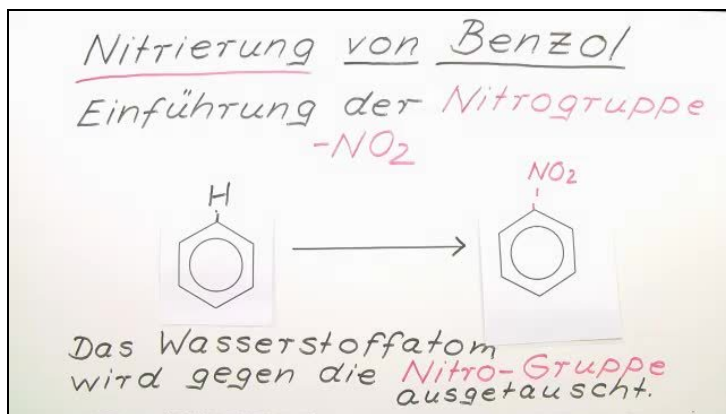 Nitrierung von Benzol
Einführung der Nitrogruppe
-NO2
H
NO2
Das Wasserstoffatom
wird gegen die Nitro-Gruppe
ausgetauscht.